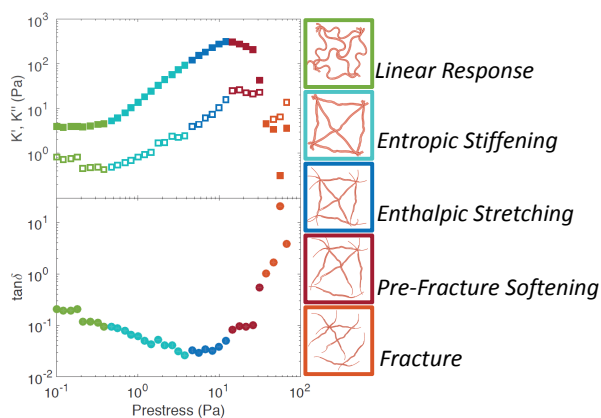 10³
10²
10¹
10⁰
K', K'' (Pa)
Linear Response
Entropic Stiffening
Enthalpic Stretching
Pre-Fracture Softening
Fracture
10¹
10⁰
10⁻¹
10⁻²
tanδ
10⁻¹ 10⁰ 10¹ 10²
Prestress (Pa)